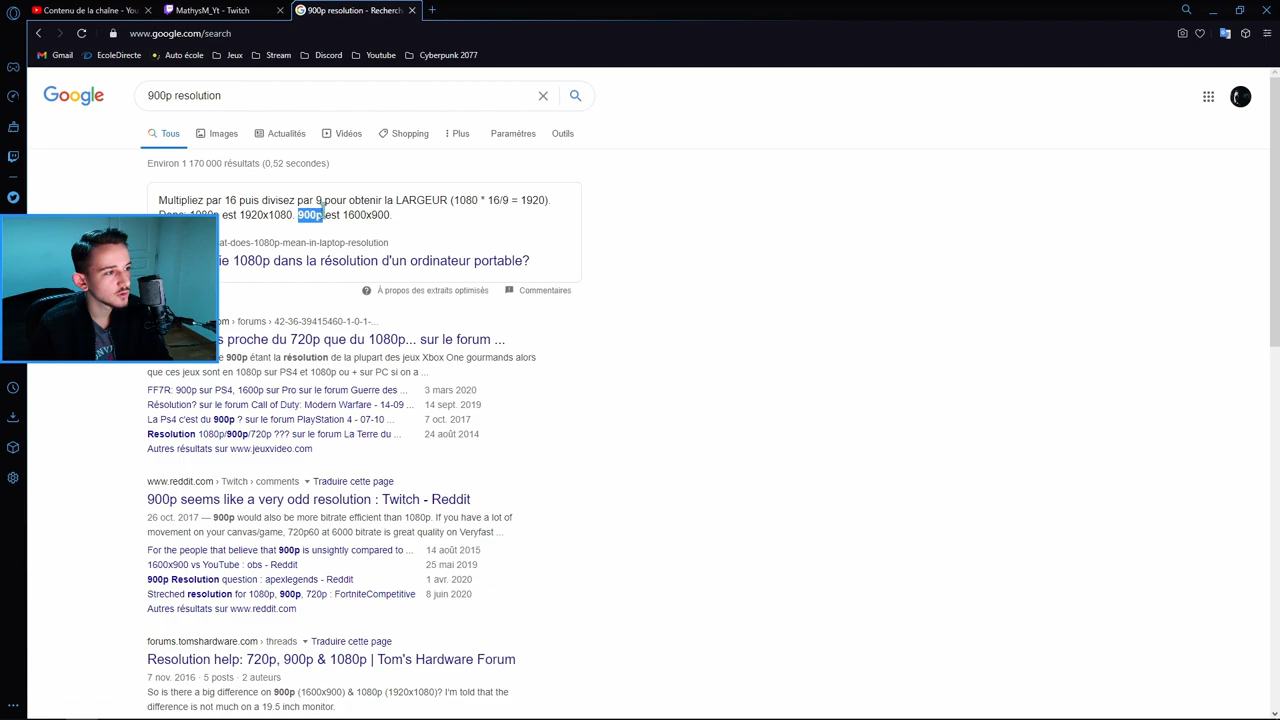 Contenu de la chaîne - You
MathysM_Yt - Twitch
900p resolution - Recherch
www.google.com/search
Gmail
EcoleDirecte
Auto école
Jeux
Stream
Discord
Youtube
Cyberpunk 2077
Google
900p resolution
Tous
Images
Actualités
Vidéos
Shopping
Plus
Paramètres
Outils
Environ 1 170 000 résultats (0,52 secondes)
Multipliez par 16 puis divisez par 9 pour obtenir la LARGEUR (1080 * 16/9 = 1920).
Donc: 1080p est 1920x1080. 900p est 1600x900.
at-does-1080p-mean-in-laptop-resolution
ie 1080p dans la résolution d'un ordinateur portable?
À propos des extraits optimisés
Commentaires
om › forums › 42-36-39415460-1-0-1-...
s proche du 720p que du 1080p... sur le forum ...
e 900p étant la résolution de la plupart des jeux Xbox One gourmands alors
que ces jeux sont en 1080p sur PS4 et 1080p ou + sur PC si on a ...
FF7R: 900p sur PS4, 1600p sur Pro sur le forum Guerre des ...
3 mars 2020
Résolution? sur le forum Call of Duty: Modern Warfare - 14-09 ...
14 sept. 2019
La Ps4 c'est du 900p ? sur le forum PlayStation 4 - 07-10 ...
7 oct. 2017
Resolution 1080p/900p/720p ??? sur le forum La Terre du ...
24 août 2014
Autres résultats sur www.jeuxvideo.com
www.reddit.com › Twitch › comments
Traduire cette page
900p seems like a very odd resolution : Twitch - Reddit
26 oct. 2017 — 900p would also be more bitrate efficient than 1080p. If you have a lot of
movement on your canvas/game, 720p60 at 6000 bitrate is great quality on Veryfast ...
For the people that believe that 900p is unsightly compared to ...
14 août 2015
1600x900 vs YouTube : obs - Reddit
25 mai 2019
900p Resolution question : apexlegends - Reddit
1 avr. 2020
Streched resolution for 1080p, 900p, 720p : FortniteCompetitive
8 juin 2020
Autres résultats sur www.reddit.com
forums.tomshardware.com › threads
Traduire cette page
Resolution help: 720p, 900p & 1080p | Tom's Hardware Forum
7 nov. 2016 · 5 posts · 2 auteurs
So is there a big difference on 900p (1600x900) & 1080p (1920x1080)? I'm told that the
difference is not much on a 19.5 inch monitor.